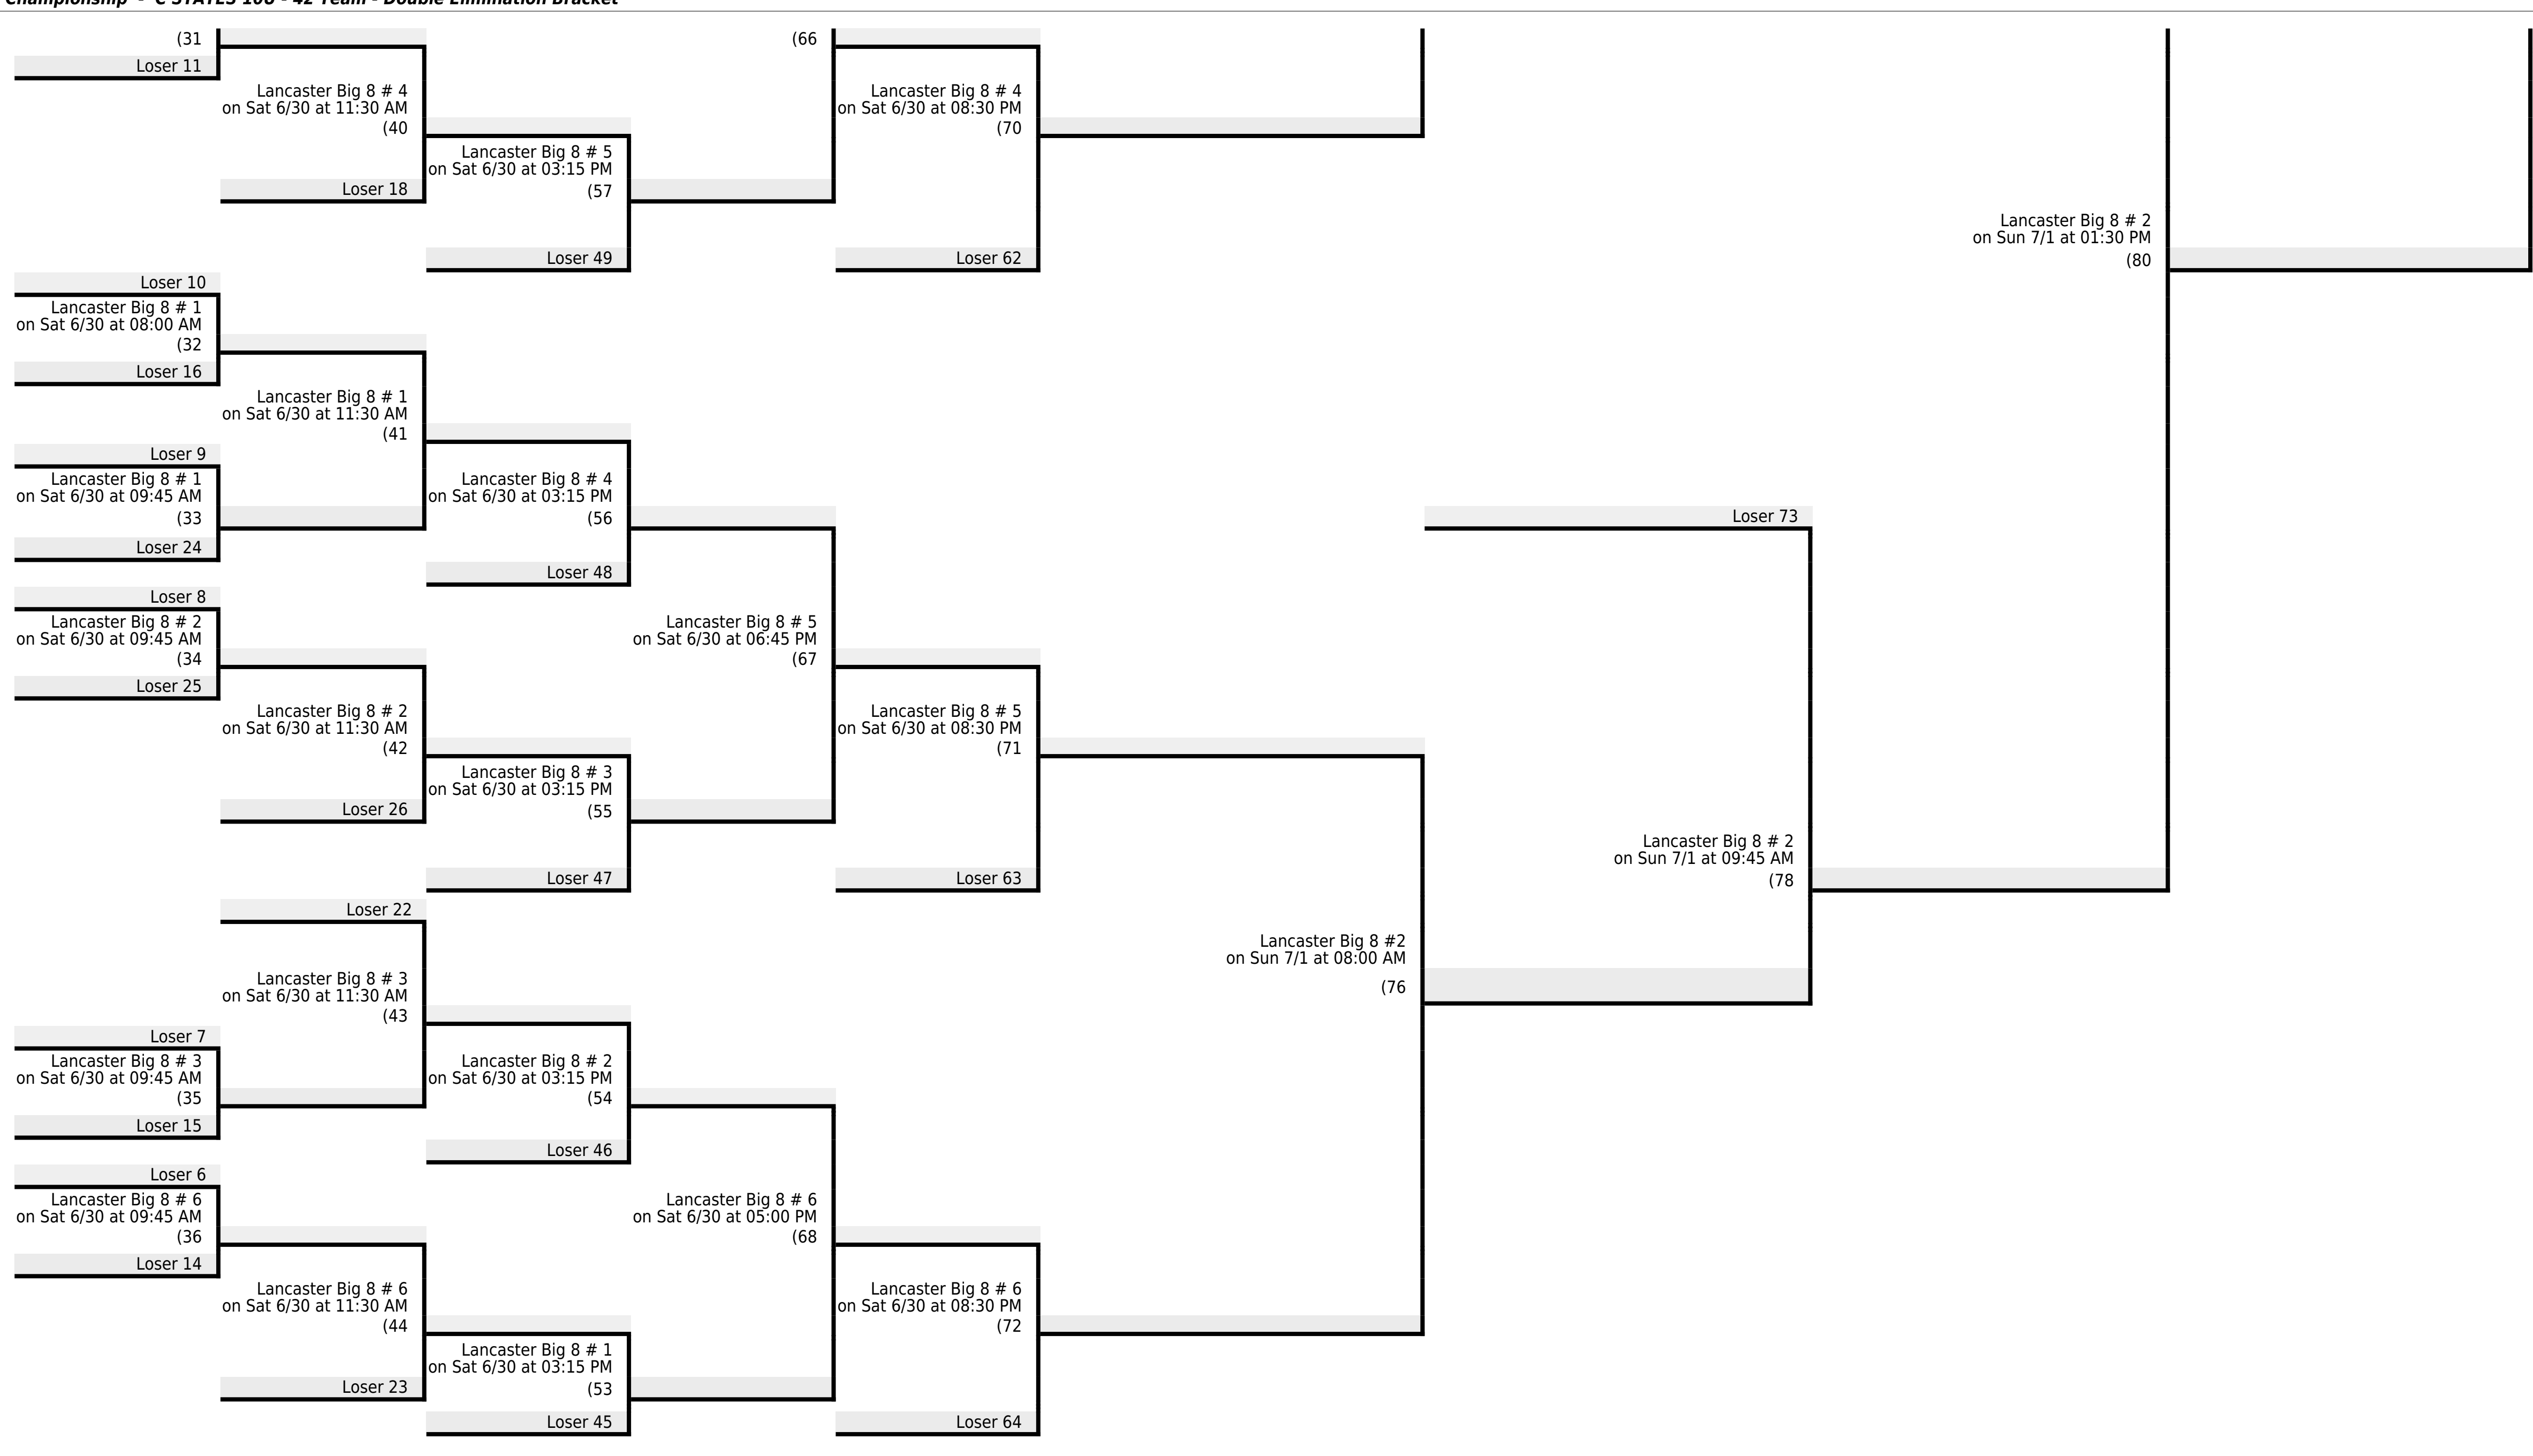 Championship - C STATES 10U - 42 Team - Double Elimination Bracket
(31
Loser 11
Lancaster Big 8 # 4
on Sat 6/30 at 11:30 AM
(40
Loser 18
Lancaster Big 8 # 5
on Sat 6/30 at 03:15 PM
(57
Loser 49
(66
Lancaster Big 8 # 4
on Sat 6/30 at 08:30 PM
(70
Loser 62
Lancaster Big 8 # 2
on Sun 7/1 at 01:30 PM
(80
Loser 10
Lancaster Big 8 # 1
on Sat 6/30 at 08:00 AM
(32
Loser 16
Lancaster Big 8 # 1
on Sat 6/30 at 11:30 AM
(41
Loser 9
Lancaster Big 8 # 1
on Sat 6/30 at 09:45 AM
(33
Loser 24
Lancaster Big 8 # 4
on Sat 6/30 at 03:15 PM
(56
Loser 48
Loser 73
Loser 8
Lancaster Big 8 # 2
on Sat 6/30 at 09:45 AM
(34
Loser 25
Lancaster Big 8 # 5
on Sat 6/30 at 06:45 PM
(67
Lancaster Big 8 # 2
on Sat 6/30 at 11:30 AM
(42
Loser 26
Lancaster Big 8 # 3
on Sat 6/30 at 03:15 PM
(55
Loser 47
Lancaster Big 8 # 5
on Sat 6/30 at 08:30 PM
(71
Loser 63
Lancaster Big 8 # 2
on Sun 7/1 at 09:45 AM
(78
Loser 22
Lancaster Big 8 # 3
on Sat 6/30 at 11:30 AM
(43
Lancaster Big 8 #2
on Sun 7/1 at 08:00 AM
(76
Loser 7
Lancaster Big 8 # 3
on Sat 6/30 at 09:45 AM
(35
Loser 15
Lancaster Big 8 # 2
on Sat 6/30 at 03:15 PM
(54
Loser 46
Loser 6
Lancaster Big 8 # 6
on Sat 6/30 at 09:45 AM
(36
Loser 14
Lancaster Big 8 # 6
on Sat 6/30 at 05:00 PM
(68
Lancaster Big 8 # 6
on Sat 6/30 at 11:30 AM
(44
Loser 23
Lancaster Big 8 # 1
on Sat 6/30 at 03:15 PM
(53
Loser 45
Lancaster Big 8 # 6
on Sat 6/30 at 08:30 PM
(72
Loser 64